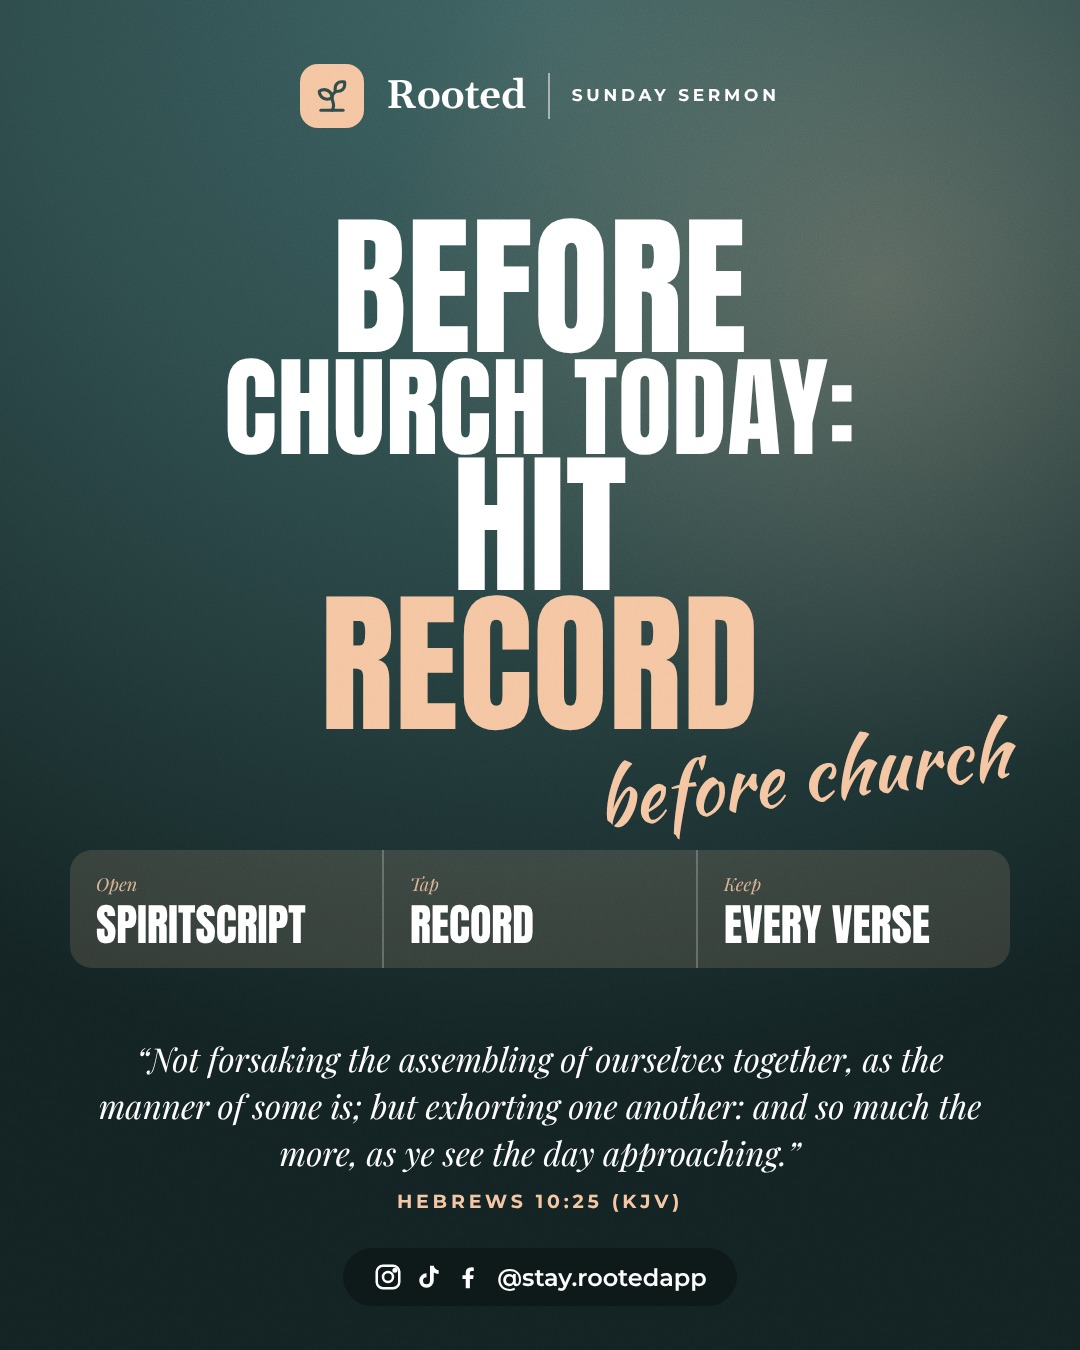 Rooted
SUNDAY SERMON
BEFORE
CHURCH TODAY:
HIT
RECORD
before church
Open
SPIRITSCRIPT
Tap
RECORD
Keep
EVERY VERSE
“Not forsaking the assembling of ourselves together, as the
manner of some is; but exhorting one another: and so much the
more, as ye see the day approaching.”
HEBREWS 10:25 (KJV)
@stay.rootedapp